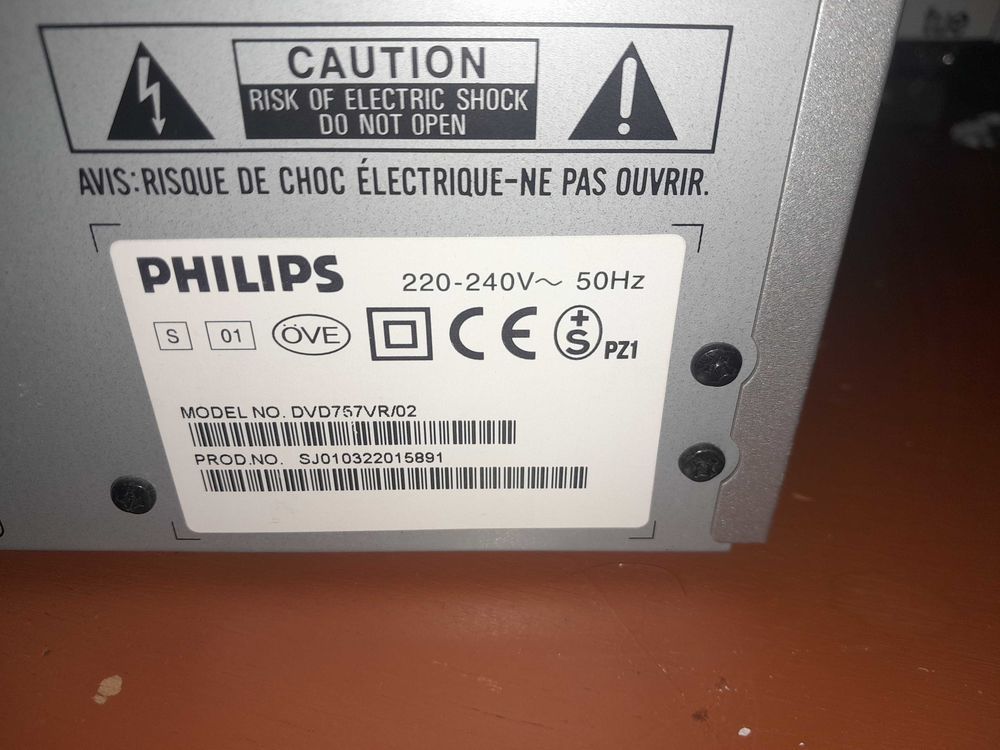 tue
CAUTION
RISK OF ELECTRIC SHOCK
DO NOT OPEN
AVIS: RISQUE DE CHOC ÉLECTRIQUE-NE PAS OUVRIR.
PHILIPS 220-240V~ 50Hz
S 01 ÖVE CE +S PZ1
MODEL NO. DVD757VR/02
PROD.NO. SJ010322015891